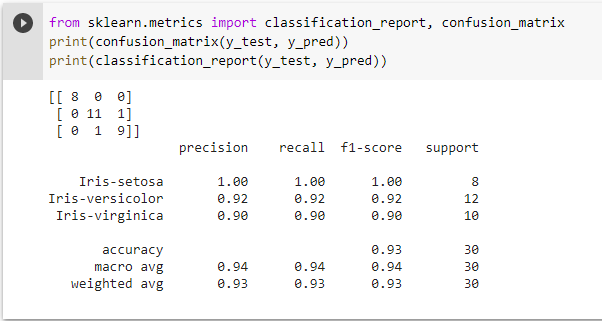 from sklearn.metrics import classification_report, confusion_matrix
print(confusion_matrix(y_test, y_pred))
print(classification_report(y_test, y_pred))
[[ 8  0  0]
 [ 0 11  1]
 [ 0  1  9]]
                 precision    recall  f1-score   support
    Iris-setosa       1.00      1.00      1.00         8
Iris-versicolor       0.92      0.92      0.92        12
 Iris-virginica       0.90      0.90      0.90        10
       accuracy                           0.93        30
      macro avg       0.94      0.94      0.94        30
   weighted avg       0.93      0.93      0.93        30